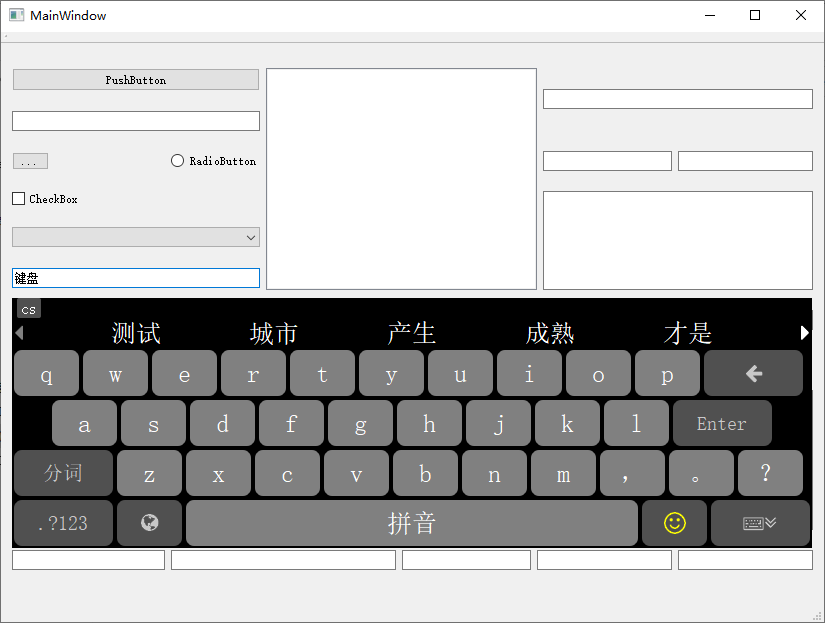 MainWindow
PushButton
... RadioButton
CheckBox
键盘
cs
测试 城市 产生 成熟 才是
q w e r t y u i o p
a s d f g h j k l Enter
分词 z x c v b n m ， 。 ？
.?123 拼音